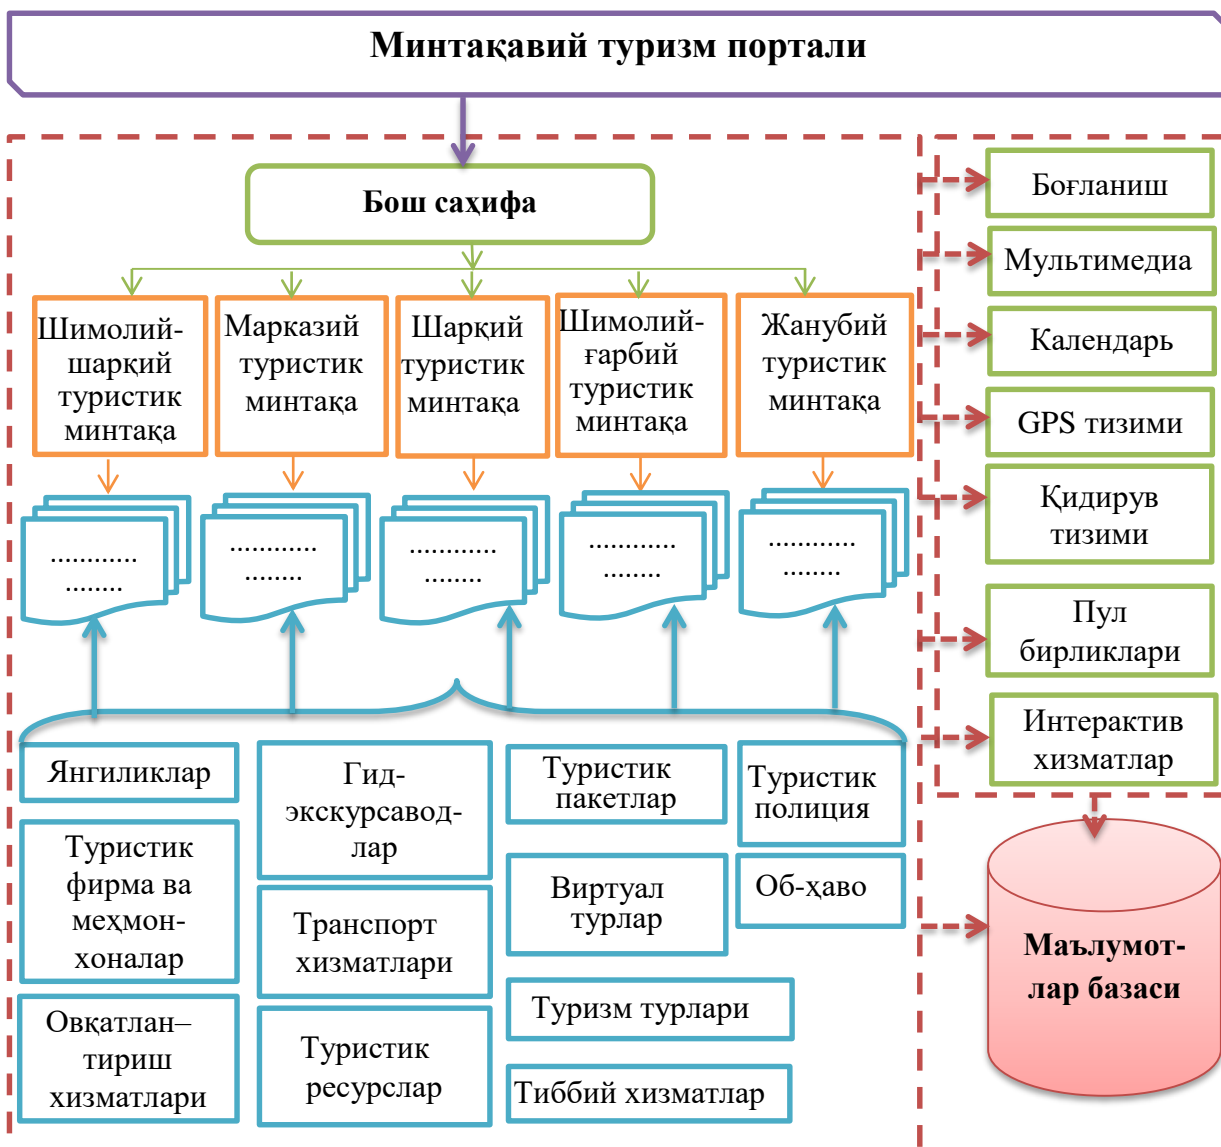 Минтақавий туризм портали
Бош саҳифа
Шимолий-
шарқий
туристик
минтақа
Марказий
туристик
минтақа
Шарқий
туристик
минтақа
Шимолий-
ғарбий
туристик
минтақа
Жанубий
туристик
минтақа
............
........
............
........
............
........
............
........
............
........
Янгиликлар
Туристик
фирма ва
меҳмон-
хоналар
Овқатлан–
тириш
хизматлари
Гид-
экскурсавод-
лар
Транспорт
хизматлари
Туристик
ресурслар
Туристик
пакетлар
Виртуал
турлар
Туризм турлари
Тиббий хизматлар
Туристик
полиция
Об-ҳаво
Боғланиш
Мультимедиа
Календарь
GPS тизими
Қидирув
тизими
Пул
бирликлари
Интерактив
хизматлар
Маълумот-
лар базаси